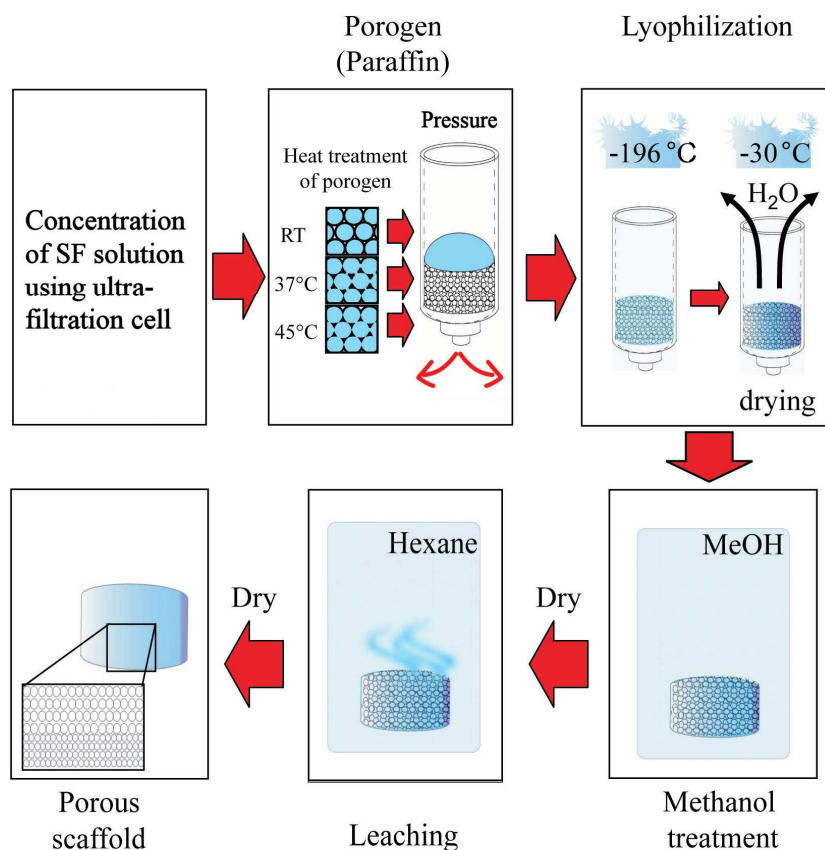 Porogen
(Paraffin)
Lyophilization
Concentration
of SF solution
using ultra-
filtration cell
Pressure
Heat treatment
of porogen
RT
37°C
45°C
-196 °C
-30°C
H₂O
drying
MeOH
Methanol
treatment
Dry
Hexane
Leaching
Dry
Porous
scaffold